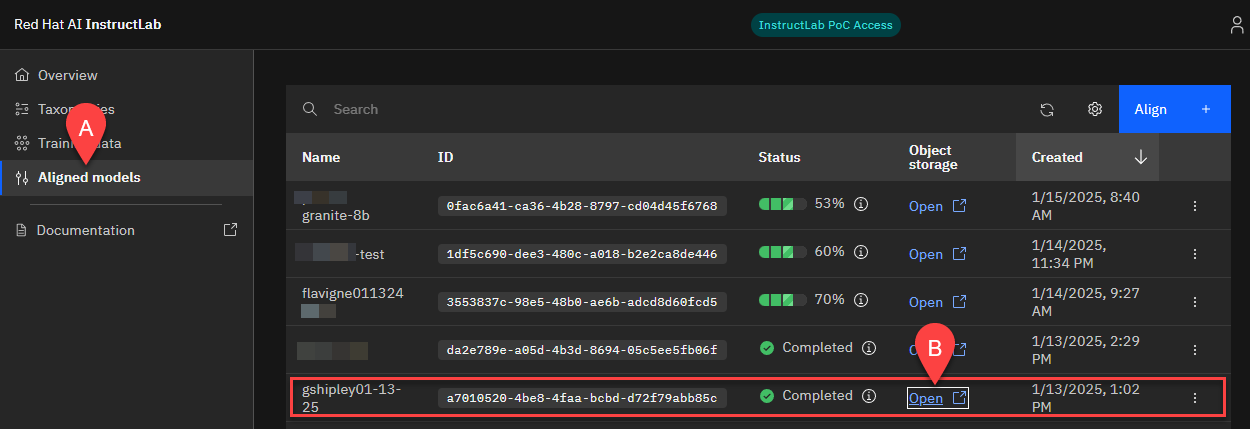 Red Hat AI InstructLab
InstructLab PoC Access
Overview
A
Aligned models
Documentation
Search
Align +
Name ID Status Object storage Created
granite-8b 0fac6a41-ca36-4b28-8797-cd04d45f6768 53% Open 1/15/2025, 8:40 AM
-test 1df5c690-dee3-480c-a018-b2e2ca8de446 60% Open 1/14/2025, 11:34 PM
flavigne011324 3553837c-98e5-48b0-ae6b-adcd8d60fcd5 70% Open 1/14/2025, 9:27 AM
da2e789e-a05d-4b3d-8694-05c5ee5fb06f Completed 1/13/2025, 2:29 PM
B
gshipley01-13-25 a7010520-4be8-4faa-bcbd-d72f79abb85c Completed Open 1/13/2025, 1:02 PM